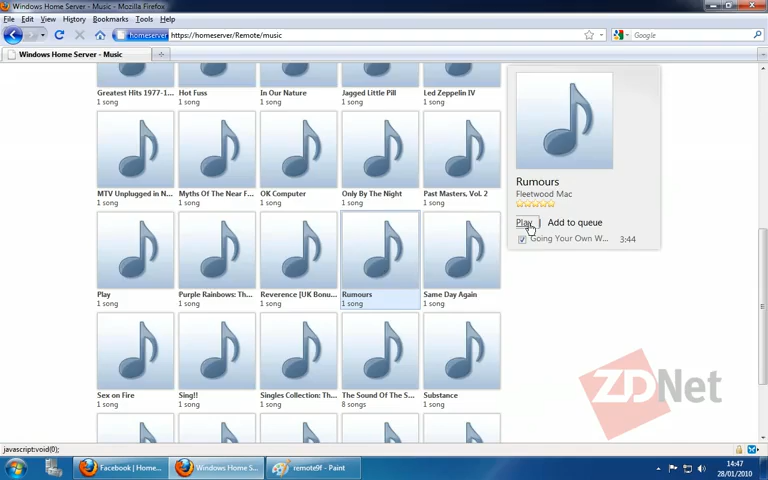 Windows Home Server - Music - Mozilla Firefox
File Edit View History Bookmarks Tools Help
homeserver https://homeserver/Remote/music
Google
Windows Home Server - Music
Greatest Hits 1977-1... Hot Fuss In Our Nature Jagged Little Pill Led Zeppelin IV
1 song 1 song 1 song 1 song 1 song
Rumours
Fleetwood Mac
Play | Add to queue
Going Your Own W... 3:44
MTV Unplugged in N... Myths Of The Near F... OK Computer Only By The Night Past Masters, Vol. 2
1 song 1 song 1 song 1 song 1 song
Play Purple Rainbows: Th... Reverence [UK Bonu... Rumours Same Day Again
1 song 1 song 1 song 1 song 1 song
Sex on Fire Sing!! Singles Collection: Th... The Sound Of The S... Substance
1 song 1 song 1 song 8 songs 1 song
ZDNet
javascript:void(0);
Facebook | Home... Windows Home S... remote9f - Paint
14:47
28/01/2010